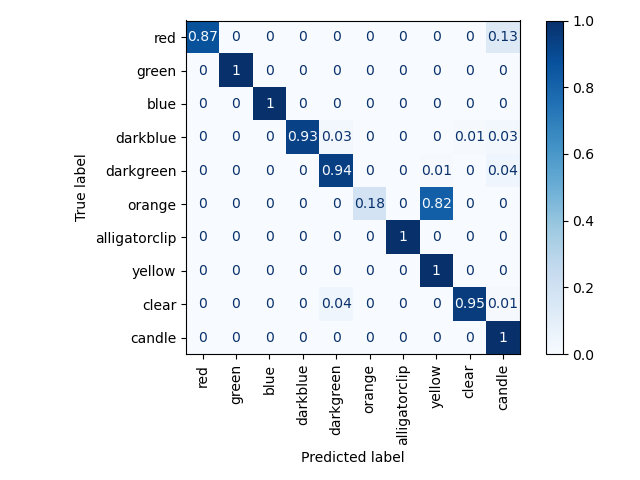 red 0.87 0 0 0 0 0 0 0 0 0.13
green 0 1 0 0 0 0 0 0 0 0
blue 0 0 1 0 0 0 0 0 0 0
darkblue 0 0 0 0.93 0.03 0 0 0 0.01 0.03
darkgreen 0 0 0 0 0.94 0 0 0.01 0 0.04
orange 0 0 0 0 0 0.18 0 0.82 0 0
alligatorclip 0 0 0 0 0 0 1 0 0 0
yellow 0 0 0 0 0 0 0 1 0 0
clear 0 0 0 0 0.04 0 0 0 0.95 0.01
candle 0 0 0 0 0 0 0 0 0 1
True label
red
green
blue
darkblue
darkgreen
orange
alligatorclip
yellow
clear
candle
Predicted label
1.0
0.8
0.6
0.4
0.2
0.0